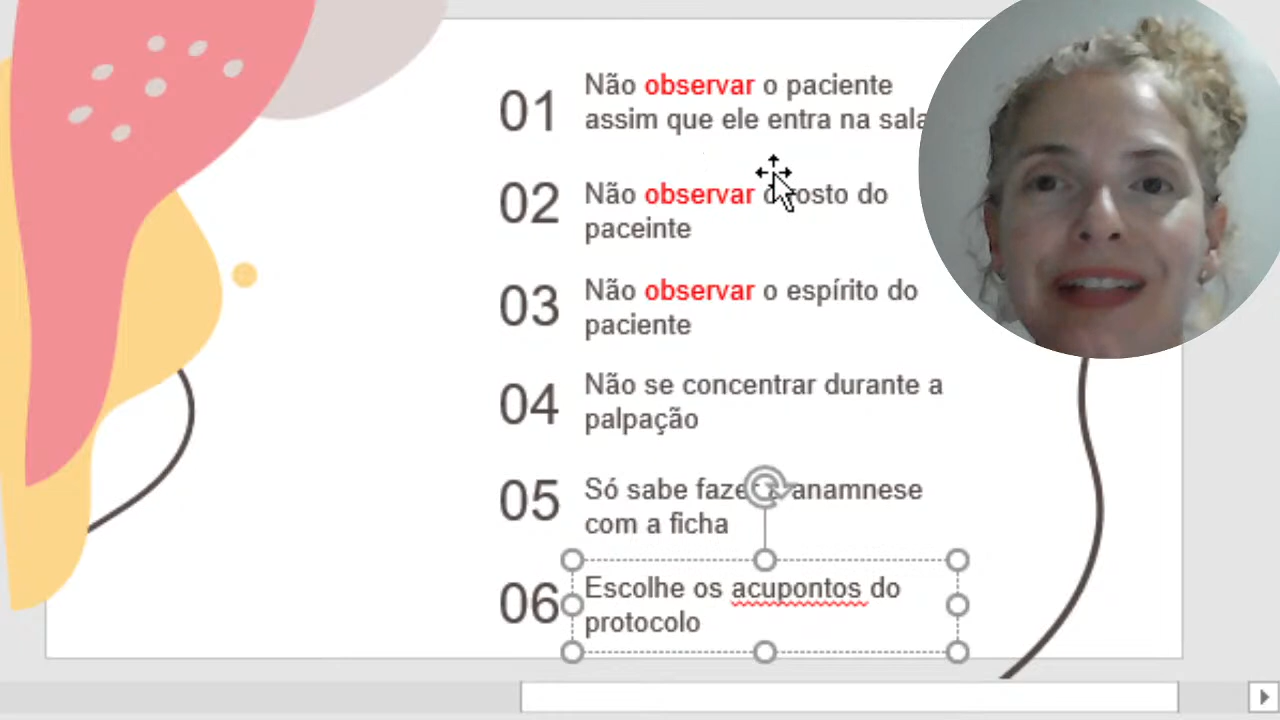 01
Não observar o paciente
assim que ele entra na sala
02
Não observar o rosto do
paceinte
03
Não observar o espírito do
paciente
04
Não se concentrar durante a
palpação
05
Só sabe fazer a anamnese
com a ficha
06
Escolhe os acupontos do
protocolo